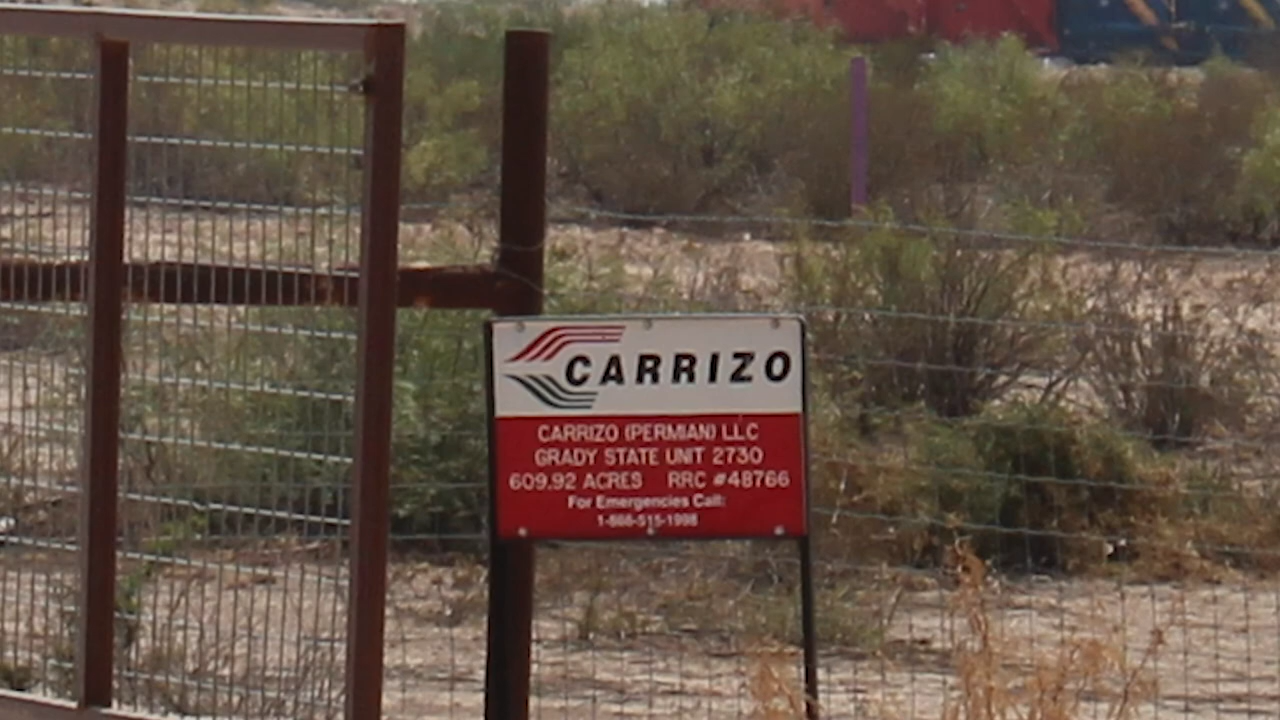 CARRIZO
CARRIZO (PERMIAN) LLC
GRADY STATE UNIT 2730
609.92 ACRES RRC #48766
For Emergencies Call:
1-866-515-1998